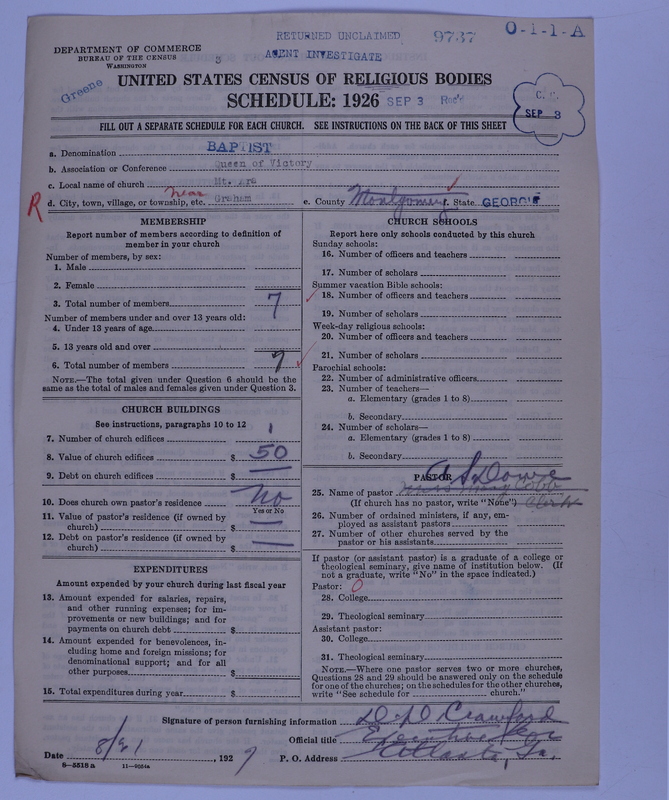 RETURNED UNCLAIMED
9737
O-1-1-A
AGENT INVESTIGATE
DEPARTMENT OF COMMERCE
BUREAU OF THE CENSUS
WASHINGTON
3
Greene
UNITED STATES CENSUS OF RELIGIOUS BODIES
SCHEDULE: 1926
SEP 3 Rec'd
SEP 3
FILL OUT A SEPARATE SCHEDULE FOR EACH CHURCH. SEE INSTRUCTIONS ON THE BACK OF THIS SHEET
a. Denomination BAPTIST
b. Association or Conference Queen of Victory
c. Local name of church Mt.
near
R d. City, town, village, or township, etc. Graham e. County Montgomery f. State GEORGIA
MEMBERSHIP
Report number of members according to definition of
member in your church
Number of members, by sex:
1. Male
2. Female
3. Total number of members 7
Number of members under and over 13 years old:
4. Under 13 years of age
5. 13 years old and over
6. Total number of members 7
NOTE.—The total given under Question 6 should be the
same as the total of males and females given under Question 3.
CHURCH BUILDINGS
See instructions, paragraphs 10 to 12
7. Number of church edifices 1
8. Value of church edifices $ 50
9. Debt on church edifices $ —
10. Does church own pastor's residence No
Yes or No
11. Value of pastor's residence (if owned by
church) $ —
12. Debt on pastor's residence (if owned by
church) $ —
EXPENDITURES
Amount expended by your church during last fiscal year
13. Amount expended for salaries, repairs,
and other running expenses; for im-
provements or new buildings; and for
payments on church debt $
14. Amount expended for benevolences, in-
cluding home and foreign missions; for
denominational support; and for all
other purposes $
15. Total expenditures during year $
CHURCH SCHOOLS
Report here only schools conducted by this church
Sunday schools:
16. Number of officers and teachers
17. Number of scholars
Summer vacation Bible schools:
18. Number of officers and teachers
19. Number of scholars
Week-day religious schools:
20. Number of officers and teachers
21. Number of scholars
Parochial schools:
22. Number of administrative officers
23. Number of teachers—
a. Elementary (grades 1 to 8)
b. Secondary
24. Number of scholars—
a. Elementary (grades 1 to 8)
b. Secondary
PASTOR
25. Name of pastor
(If church has no pastor, write "None") Clerk
26. Number of ordained ministers, if any, em-
ployed as assistant pastors
27. Number of other churches served by the
pastor or his assistants
If pastor (or assistant pastor) is a graduate of a college or
theological seminary, give name of institution below. (If
not a graduate, write "No" in the space indicated.)
Pastor: 0
28. College
29. Theological seminary
Assistant pastor:
30. College
31. Theological seminary
NOTE.—Where one pastor serves two or more churches,
Questions 28 and 29 should be answered only on the schedule
for one of the churches; on the schedules for the other churches,
write "See schedule for church."
Signature of person furnishing information D. D. Crawford
Official title
Date 8/31, 1927 P. O. Address Atlanta, Ga.
8—5518 a 11—9554a